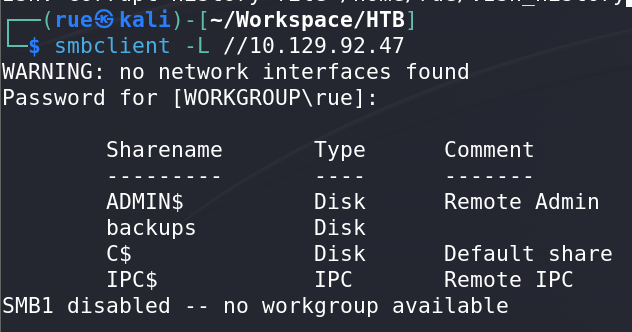 ┌──(rue㉿kali)-[~/Workspace/HTB]
└─$ smbclient -L //10.129.92.47
WARNING: no network interfaces found
Password for [WORKGROUP\rue]:
Sharename Type Comment
--------- ---- -------
ADMIN$ Disk Remote Admin
backups Disk
C$ Disk Default share
IPC$ IPC Remote IPC
SMB1 disabled -- no workgroup available